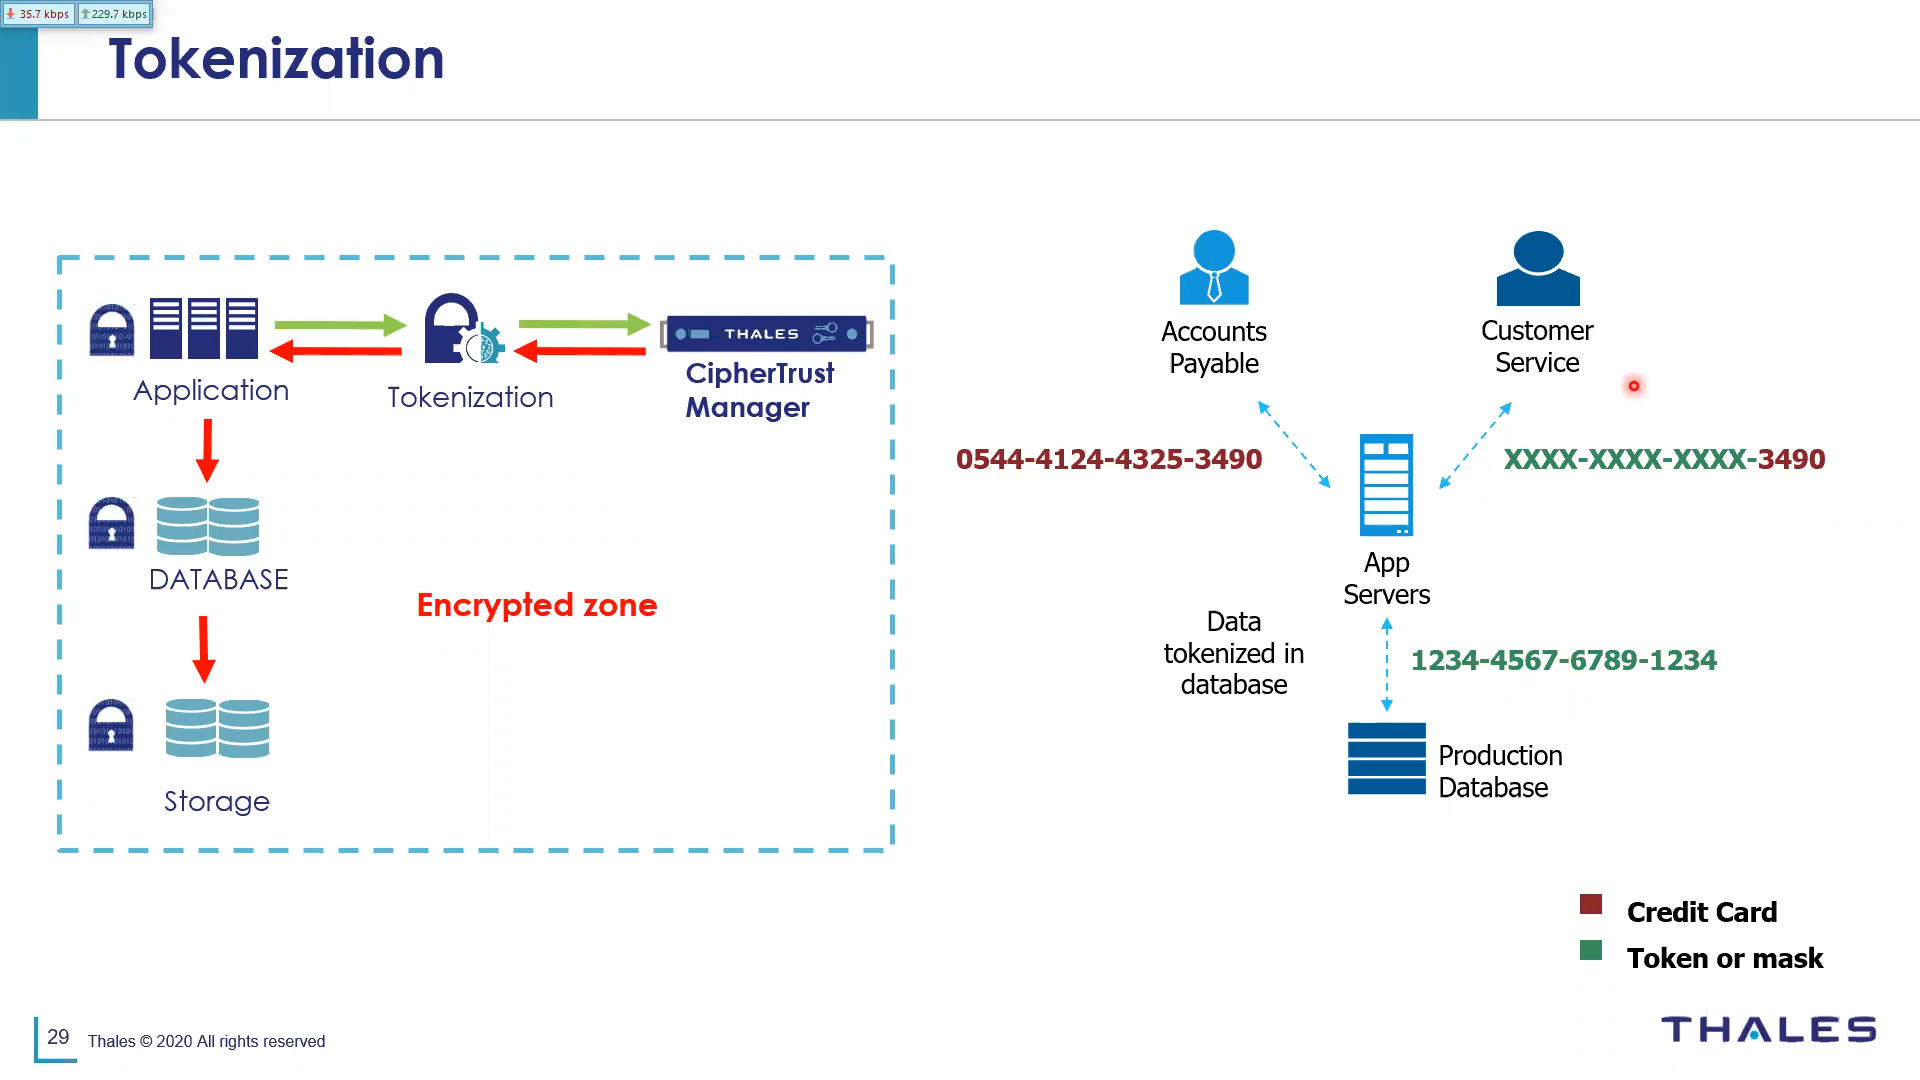 35.7 kbps 229.7 kbps
Tokenization
THALES
Application
Tokenization
CipherTrust
Manager
DATABASE
Encrypted zone
Storage
Accounts
Payable
Customer
Service
0544-4124-4325-3490
XXXX-XXXX-XXXX-3490
App
Servers
Data
tokenized in
database
1234-4567-6789-1234
Production
Database
Credit Card
Token or mask
29
Thales © 2020 All rights reserved
THALES